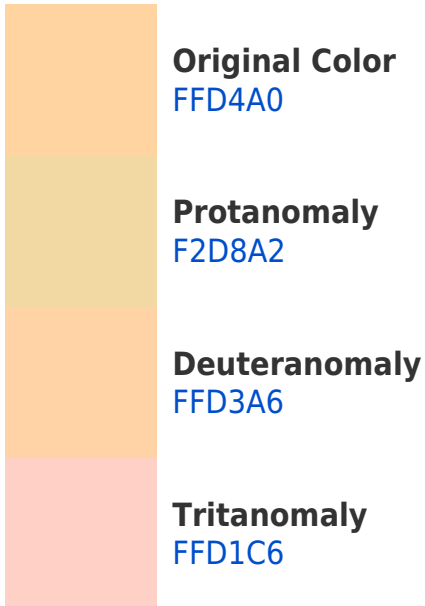 Original Color
FFD4A0
Protanomaly
F2D8A2
Deuteranomaly
FFD3A6
Tritanomaly
FFD1C6